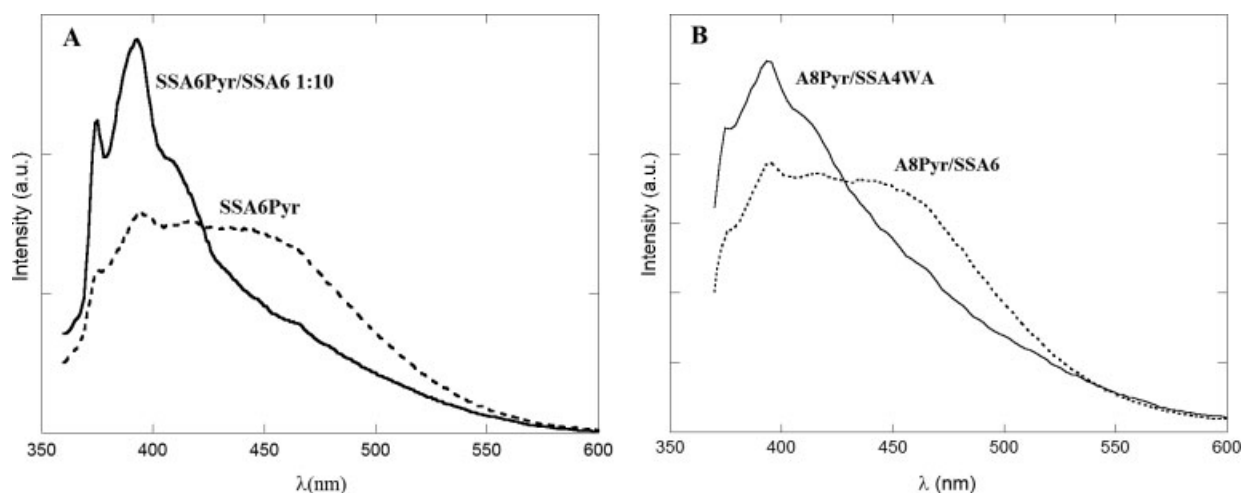 A
SSA6Pyr/SSA6 1:10
SSA6Pyr
Intensity (a.u.)
350 400 450 500 550 600
λ(nm)
B
A8Pyr/SSA4WA
A8Pyr/SSA6
Intensity (a.u.)
350 400 450 500 550 600
λ (nm)